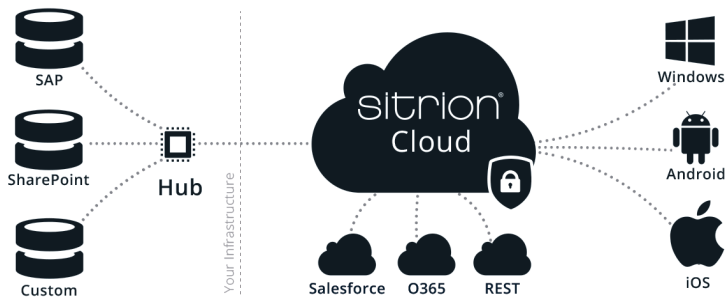 SAP
SharePoint
Custom
Hub
Your Infrastructure
sitrion®
Cloud
Salesforce
O365
REST
Windows
Android
iOS